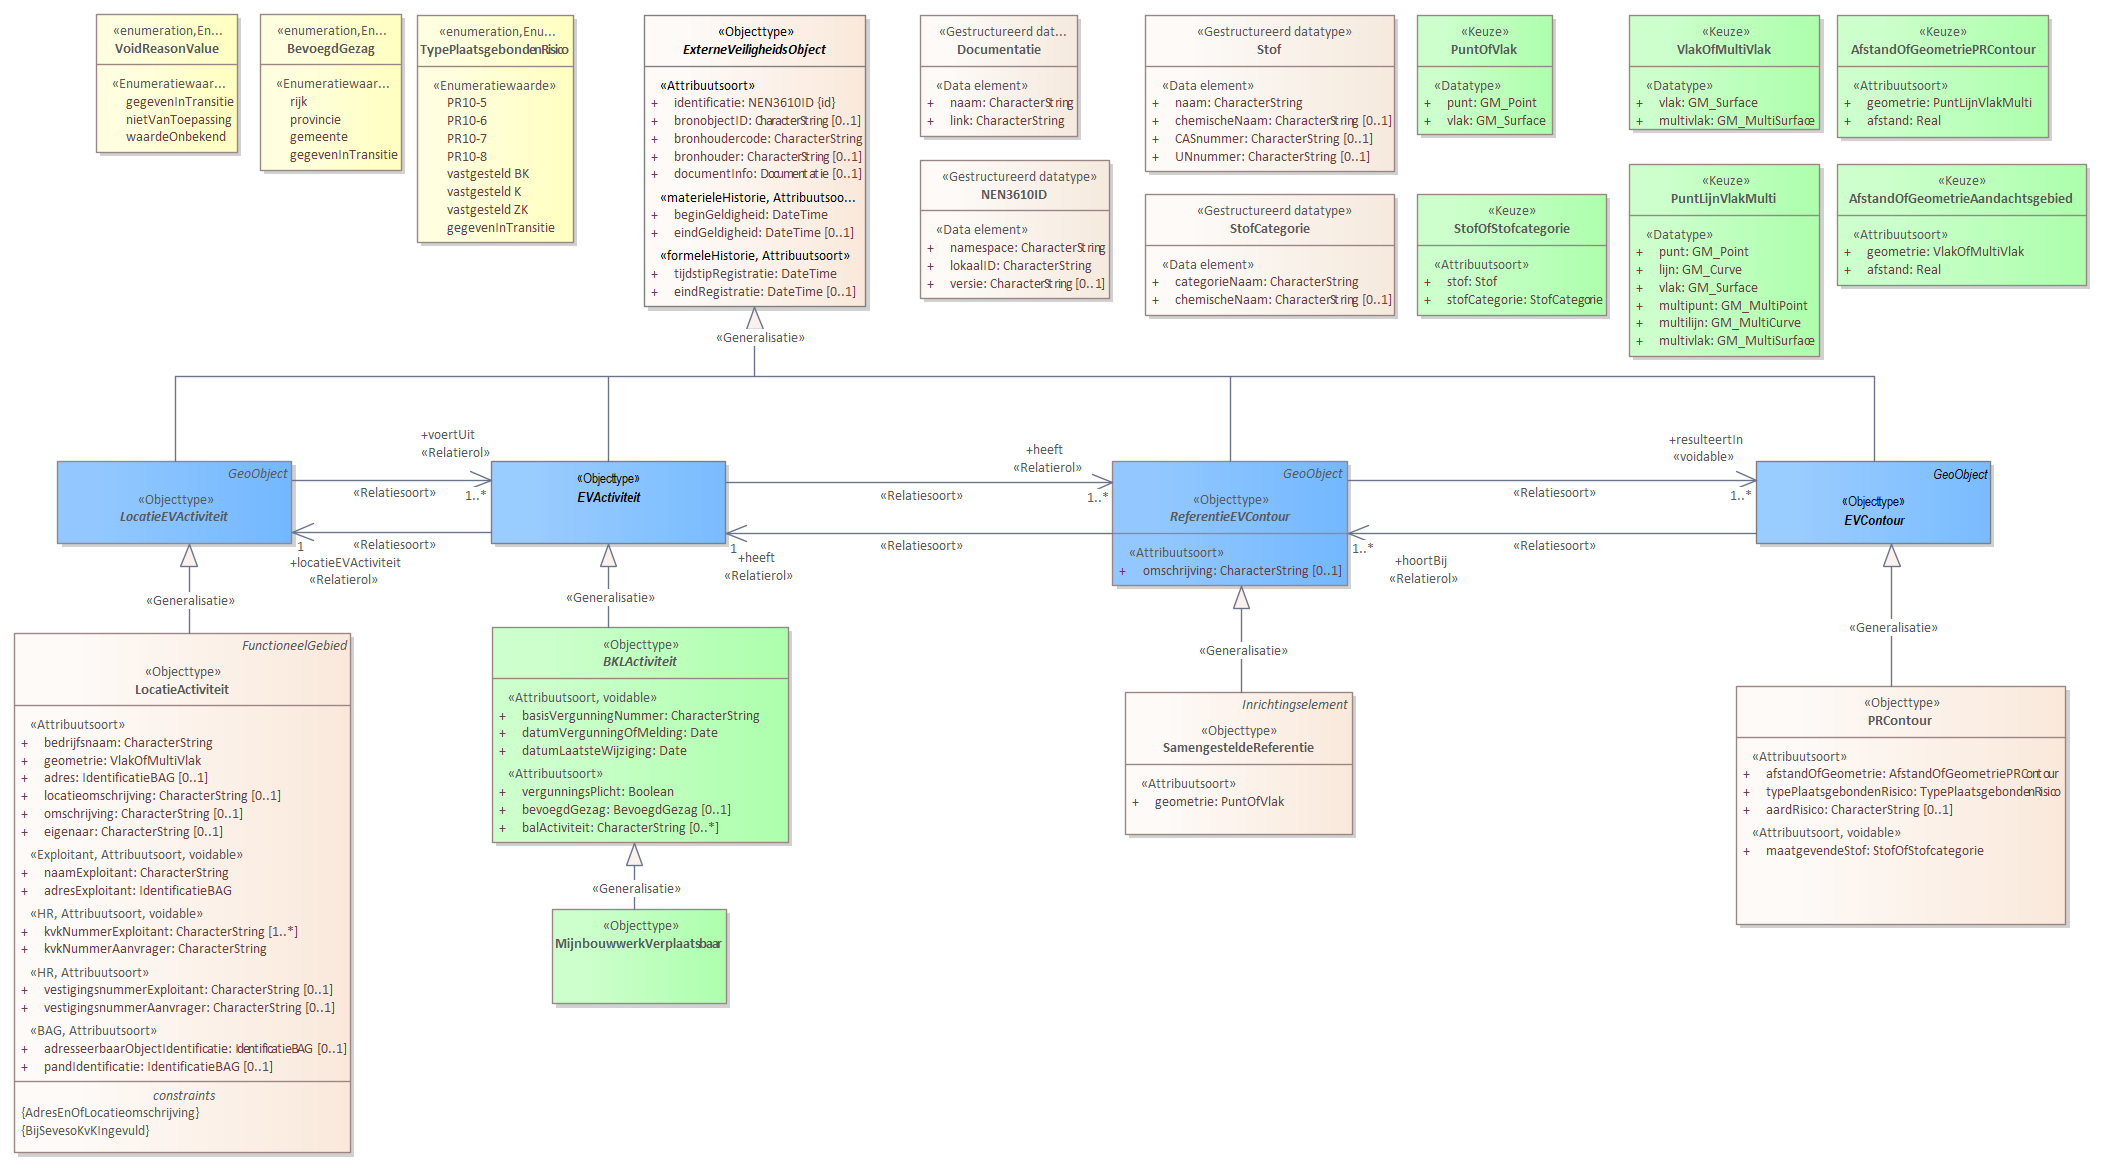 «enumeration,En...
VoidReasonValue
«Enumeratiewaar...
gegevenInTransitie
nietVanToepassing
waardeOnbekend
«enumeration,En...
BevoegdGezag
«Enumeratiewaar...
rijk
provincie
gemeente
gegevenInTransitie
«enumeration,Enu...
TypePlaatsgebondenRisico
«Enumeratiewaarde»
PR10-5
PR10-6
PR10-7
PR10-8
vastgesteld BK
vastgesteld K
vastgesteld ZK
gegevenInTransitie
«Objecttype»
ExterneVeiligheidsObject
«Attribuutsoort»
+ identificatie: NEN3610ID {id}
+ bronobjectID: CharacterString [0..1]
+ bronhoudercode: CharacterString
+ bronhouder: CharacterString [0..1]
+ documentInfo: Documentatie [0..1]
«materieleHistorie, Attribuutsoo...
+ beginGeldigheid: DateTime
+ eindGeldigheid: DateTime [0..1]
«formeleHistorie, Attribuutsoort»
+ tijdstipRegistratie: DateTime
+ eindRegistratie: DateTime [0..1]
«Gestructureerd dat...
Documentatie
«Data element»
+ naam: CharacterString
+ link: CharacterString
«Gestructureerd datatype»
NEN3610ID
«Data element»
+ namespace: CharacterString
+ lokaalID: CharacterString
+ versie: CharacterString [0..1]
«Gestructureerd datatype»
Stof
«Data element»
+ naam: CharacterString
+ chemischeNaam: CharacterString [0..1]
+ CASnummer: CharacterString [0..1]
+ UNnummer: CharacterString [0..1]
«Gestructureerd datatype»
StofCategorie
«Data element»
+ categorieNaam: CharacterString
+ chemischeNaam: CharacterString [0..1]
«Keuze»
PuntOfVlak
«Datatype»
+ punt: GM_Point
+ vlak: GM_Surface
«Keuze»
StofOfStofcategorie
«Attribuutsoort»
+ stof: Stof
+ stofCategorie: StofCategorie
«Keuze»
VlakOfMultiVlak
«Datatype»
+ vlak: GM_Surface
+ multivlak: GM_MultiSurface
«Keuze»
PuntLijnVlakMulti
«Datatype»
+ punt: GM_Point
+ lijn: GM_Curve
+ vlak: GM_Surface
+ multipunt: GM_MultiPoint
+ multilijn: GM_MultiCurve
+ multivlak: GM_MultiSurface
«Keuze»
AfstandOfGeometriePRContour
«Attribuutsoort»
+ geometrie: PuntLijnVlakMulti
+ afstand: Real
«Keuze»
AfstandOfGeometrieAandachtsgebied
«Attribuutsoort»
+ geometrie: VlakOfMultiVlak
+ afstand: Real
«Generalisatie»
GeoObject
«Objecttype»
LocatieEVActiviteit
+voertUit
«Relatierol»
«Relatiesoort»
1..*
«Relatiesoort»
1
+locatieEVActiviteit
«Relatierol»
«Objecttype»
EVActiviteit
+heeft
«Relatierol»
«Relatiesoort»
1..*
«Relatiesoort»
1
+heeft
«Relatierol»
GeoObject
«Objecttype»
ReferentieEVContour
«Attribuutsoort»
+ omschrijving: CharacterString [0..1]
+resulteertIn
«voidable»
«Relatiesoort»
1..*
«Relatiesoort»
1..*
+hoortBij
«Relatierol»
GeoObject
«Objecttype»
EVContour
«Generalisatie»
«Generalisatie»
«Generalisatie»
«Generalisatie»
FunctioneelGebied
«Objecttype»
LocatieActiviteit
«Attribuutsoort»
+ bedrijfsnaam: CharacterString
+ geometrie: VlakOfMultiVlak
+ adres: IdentificatieBAG [0..1]
+ locatieomschrijving: CharacterString [0..1]
+ omschrijving: CharacterString [0..1]
+ eigenaar: CharacterString [0..1]
«Exploitant, Attribuutsoort, voidable»
+ naamExploitant: CharacterString
+ adresExploitant: IdentificatieBAG
«HR, Attribuutsoort, voidable»
+ kvkNummerExploitant: CharacterString [1..*]
+ kvkNummerAanvrager: CharacterString
«HR, Attribuutsoort»
+ vestigingsnummerExploitant: CharacterString [0..1]
+ vestigingsnummerAanvrager: CharacterString [0..1]
«BAG, Attribuutsoort»
+ adresseerbaarObjectIdentificatie: IdentificatieBAG [0..1]
+ pandIdentificatie: IdentificatieBAG [0..1]
constraints
{AdresEnOfLocatieomschrijving}
{BijSevesoKvKIngevuld}
«Objecttype»
BKLActiviteit
«Attribuutsoort, voidable»
+ basisVergunningNummer: CharacterString
+ datumVergunningOfMelding: Date
+ datumLaatsteWijziging: Date
«Attribuutsoort»
+ vergunningsPlicht: Boolean
+ bevoegdGezag: BevoegdGezag [0..1]
+ balActiviteit: CharacterString [0..*]
«Generalisatie»
«Objecttype»
MijnbouwwerkVerplaatsbaar
Inrichtingselement
«Objecttype»
SamengesteldeReferentie
«Attribuutsoort»
+ geometrie: PuntOfVlak
«Objecttype»
PRContour
«Attribuutsoort»
+ afstandOfGeometrie: AfstandOfGeometriePRContour
+ typePlaatsgebondenRisico: TypePlaatsgebondenRisico
+ aardRisico: CharacterString [0..1]
«Attribuutsoort, voidable»
+ maatgevendeStof: StofOfStofcategorie